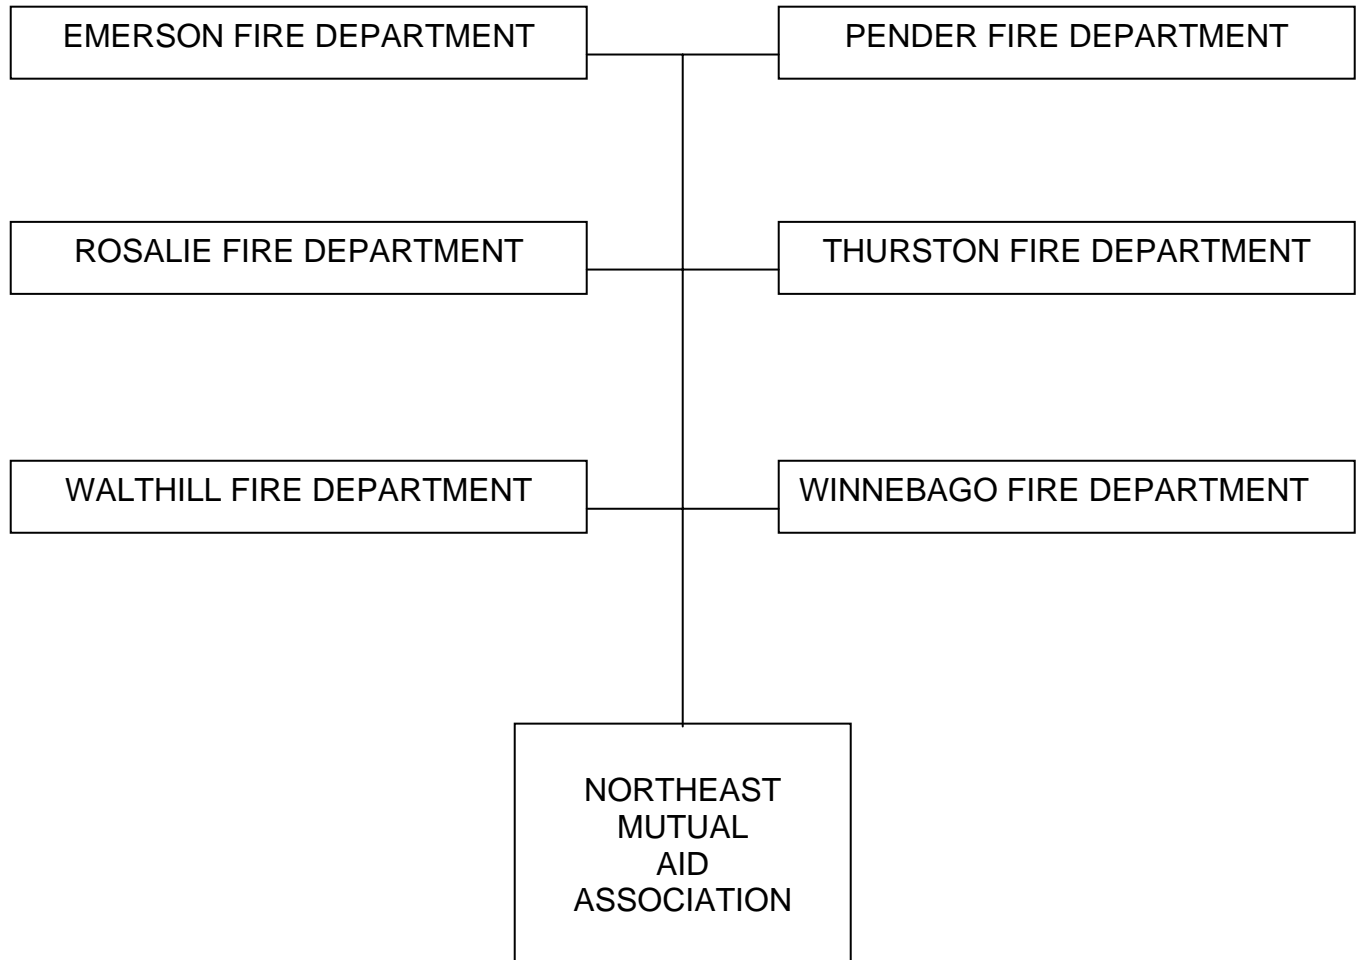 EMERSON FIRE DEPARTMENT
PENDER FIRE DEPARTMENT
ROSALIE FIRE DEPARTMENT
THURSTON FIRE DEPARTMENT
WALTHILL FIRE DEPARTMENT
WINNEBAGO FIRE DEPARTMENT
NORTHEAST
MUTUAL
AID
ASSOCIATION